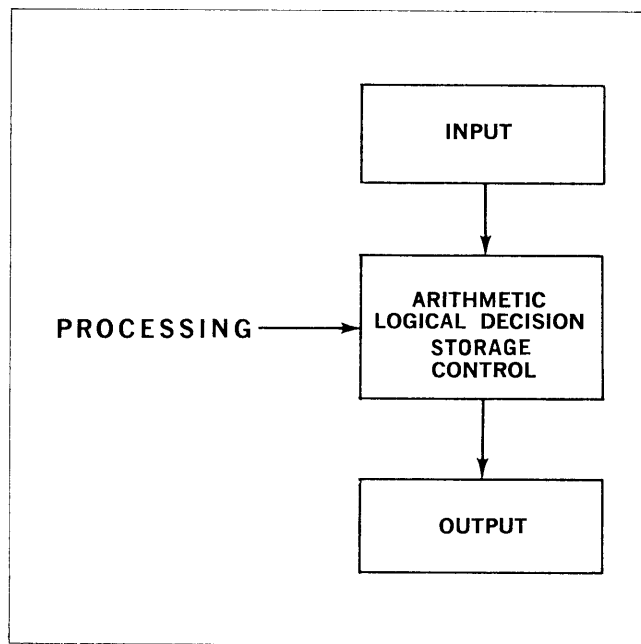 INPUT
PROCESSING
ARITHMETIC
LOGICAL DECISION
STORAGE
CONTROL
OUTPUT